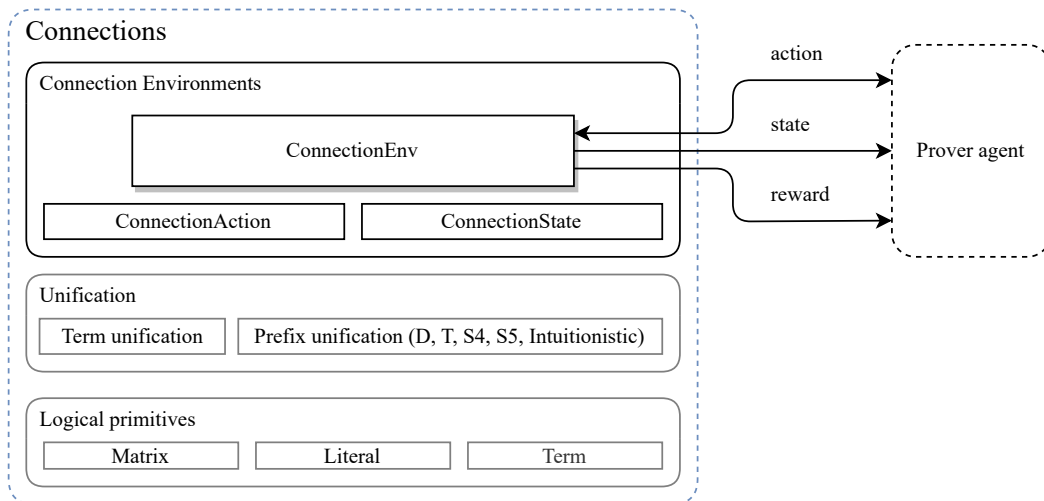 Connections
Connection Environments
ConnectionEnv
ConnectionAction
ConnectionState
action
state
reward
Prover agent
Unification
Term unification
Prefix unification (D, T, S4, S5, Intuitionistic)
Logical primitives
Matrix
Literal
Term